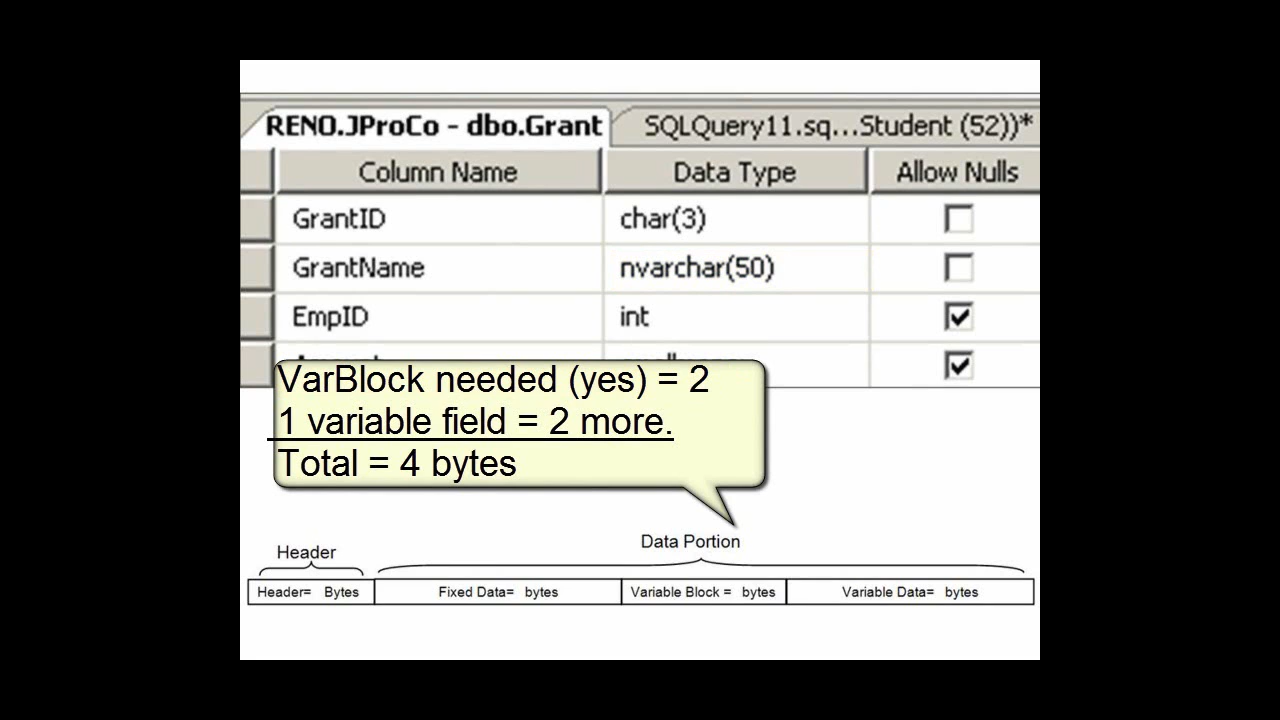 RENO.JProCo - dbo.Grant SQLQuery11.sq...Student (52))*
Column Name Data Type Allow Nulls
GrantID char(3)
GrantName nvarchar(50)
EmpID int
VarBlock needed (yes) = 2
1 variable field = 2 more.
Total = 4 bytes
Data Portion
Header
Header= Bytes Fixed Data= bytes Variable Block = bytes Variable Data= bytes